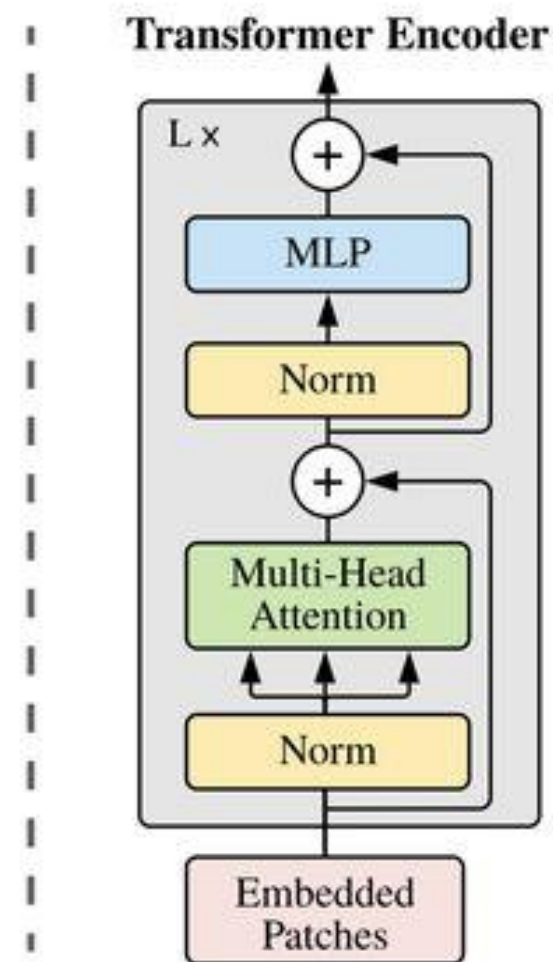 Transformer Encoder
L ×
+
MLP
Norm
+
Multi-Head
Attention
Norm
Embedded
Patches